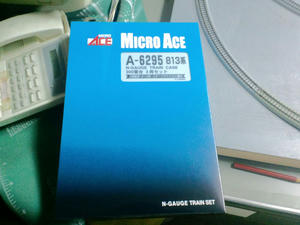 MICRO
ACE
MICRO ACE
A-6295 813系
N-GAUGE TRAIN CASE
300番台 3両セット
N-GAUGE TRAIN SET